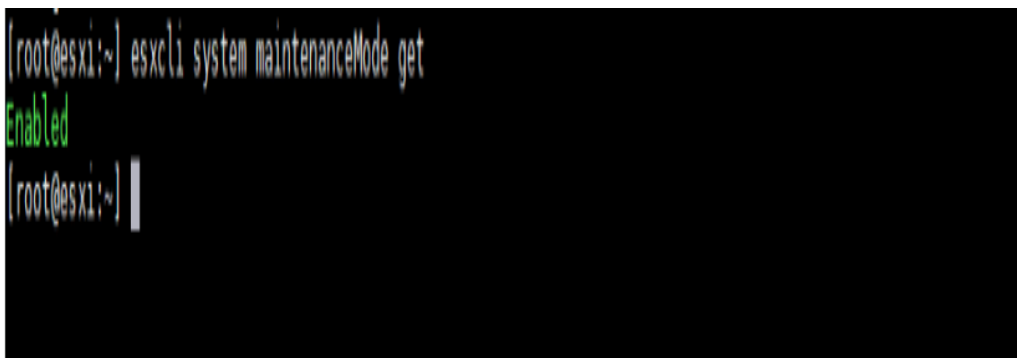 [root@esxi:~] esxcli system maintenanceMode get
Enabled
[root@esxi:~]